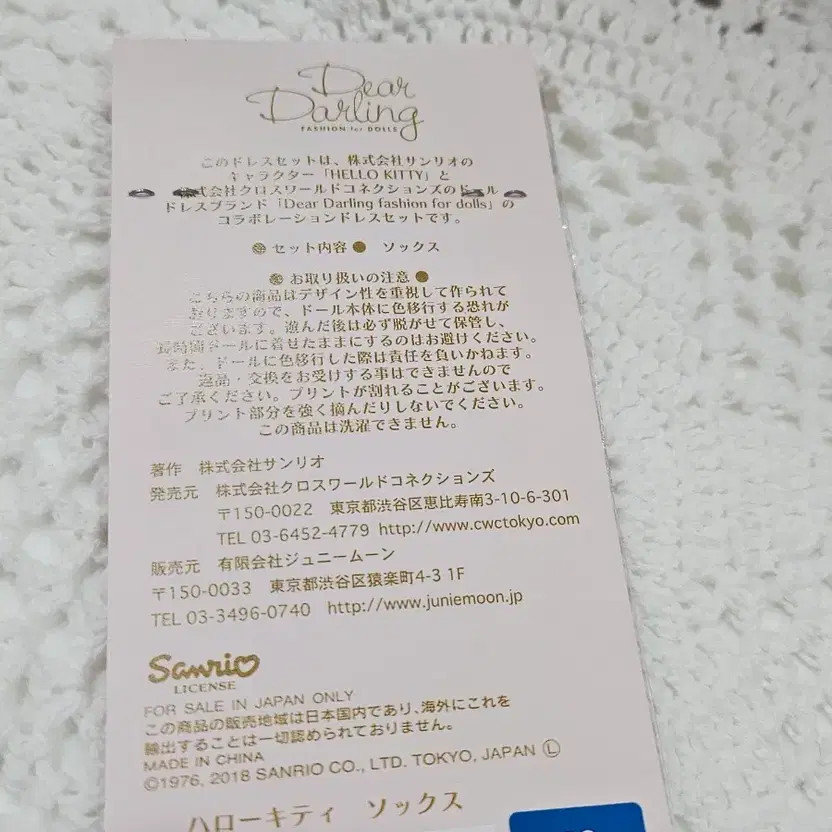 Dear
Darling
FASHION for DOLLS
このドレスセットは、株式会社サンリオの
キャラクター「HELLO KITTY」と
株式会社クロスワールドコネクションズのドール
ドレスブランド「Dear Darling fashion for dolls」の
コラボレーションドレスセットです。
セット内容● ソックス
お取り扱いの注意●
こちらの商品はデザイン性を重視して作られて
おりますので、ドール本体に色移行する恐れが
ございます。遊んだ後は必ず脱がせて保管し、
長時間ドールに着せたままにするのはお避けください。
また、ドールに色移行した際は責任を負いかねます。
返品・交換をお受けする事はできませんので
ご了承ください。プリントが割れることがございます。
プリント部分を強く摘んだりしないでください。
この商品は洗濯できません。
著作 株式会社サンリオ
発売元 株式会社クロスワールドコネクションズ
〒150-0022 東京都渋谷区恵比寿南3-10-6-301
TEL 03-6452-4779 http://www.cwctokyo.com
販売元 有限会社ジュニームーン
〒150-0033 東京都渋谷区猿楽町4-3 1F
TEL 03-3496-0740 http://www.juniemoon.jp
Sanrio
LICENSE
FOR SALE IN JAPAN ONLY
この商品の販売地域は日本国内であり、海外にこれを
輸出することは一切認められておりません。
MADE IN CHINA
©1976, 2018 SANRIO CO., LTD. TOKYO, JAPAN Ⓛ
ハローキティ ソックス